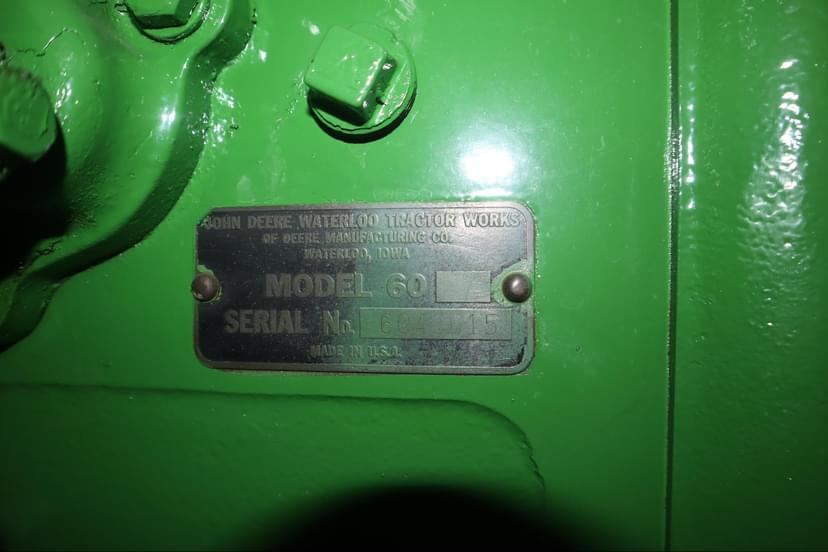 JOHN DEERE WATERLOO TRACTOR WORKS
OF DEERE MANUFACTURING CO.
WATERLOO, IOWA
MODEL 60
SERIAL No.
MADE IN U.S.A.